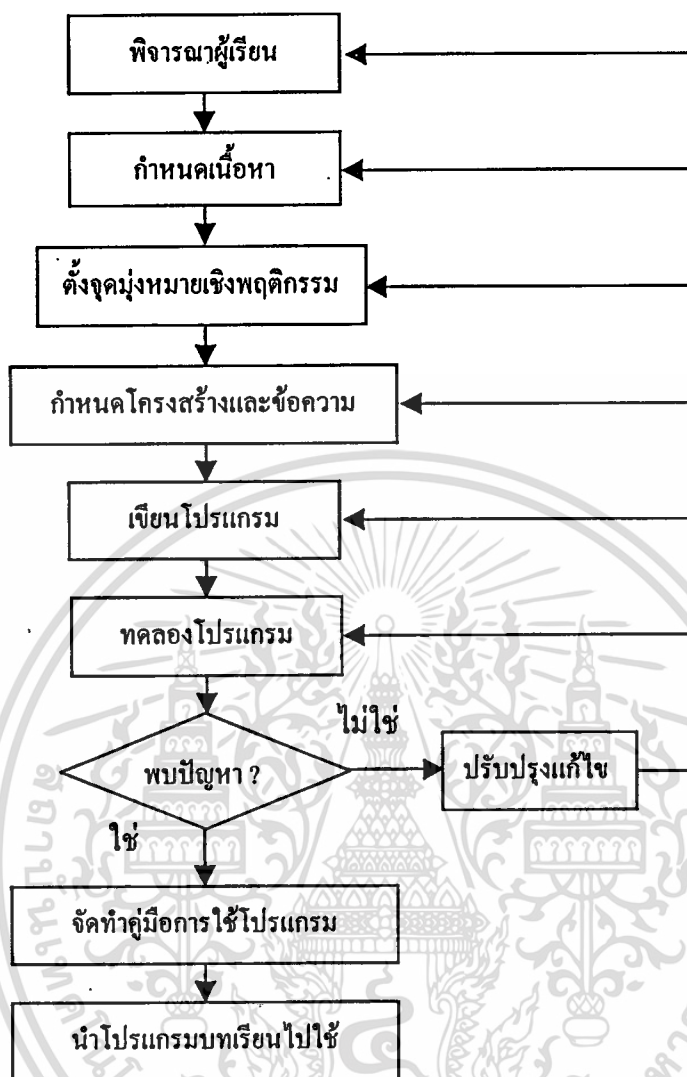 พิจารณาผู้เรียน
กำหนดเนื้อหา
ตั้งจุดมุ่งหมายเชิงพฤติกรรม
กำหนดโครงสร้างและข้อความ
เขียนโปรแกรม
ทดลองโปรแกรม
ไม่ใช่
พบปัญหา ?
ปรับปรุงแก้ไข
ใช่
จัดทำคู่มือการใช้โปรแกรม
นำโปรแกรมบทเรียนไปใช้